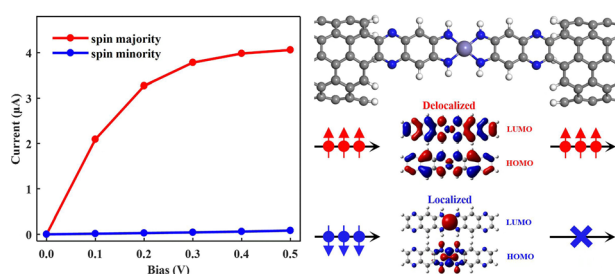 spin majority
spin minority
Current (μA)
4
3
2
1
0
0.0 0.1 0.2 0.3 0.4 0.5
Bias (V)
Delocalized
LUMO
HOMO
Localized
LUMO
HOMO